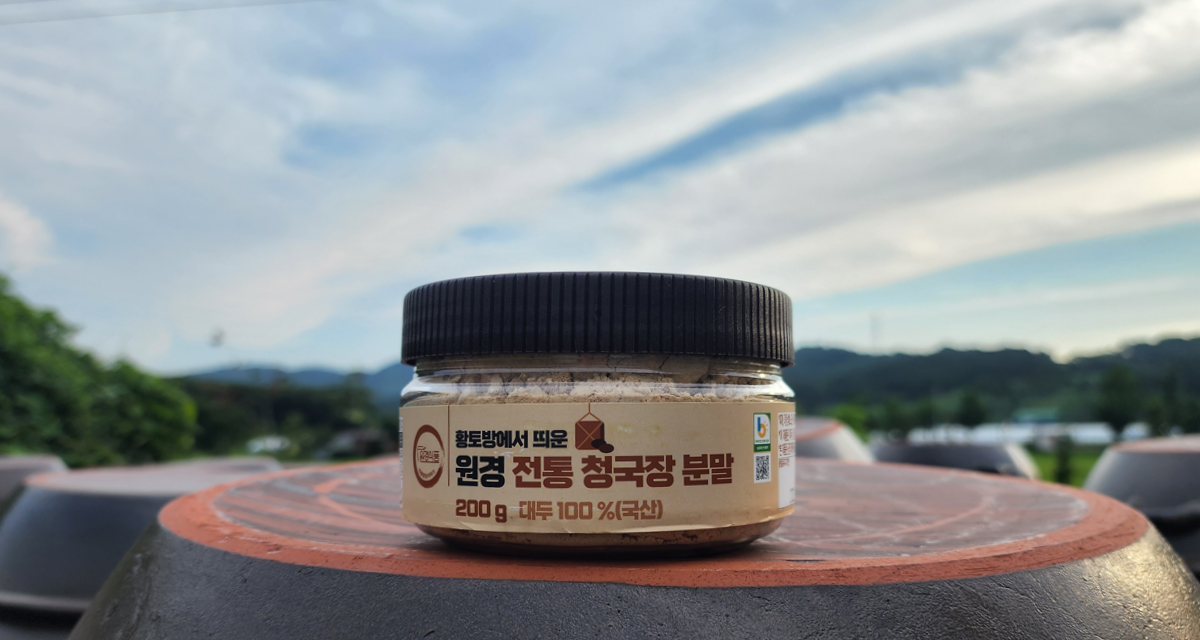 황토방에서 띄운
원경 전통 청국장 분말
200 g 대두 100 %(국산)